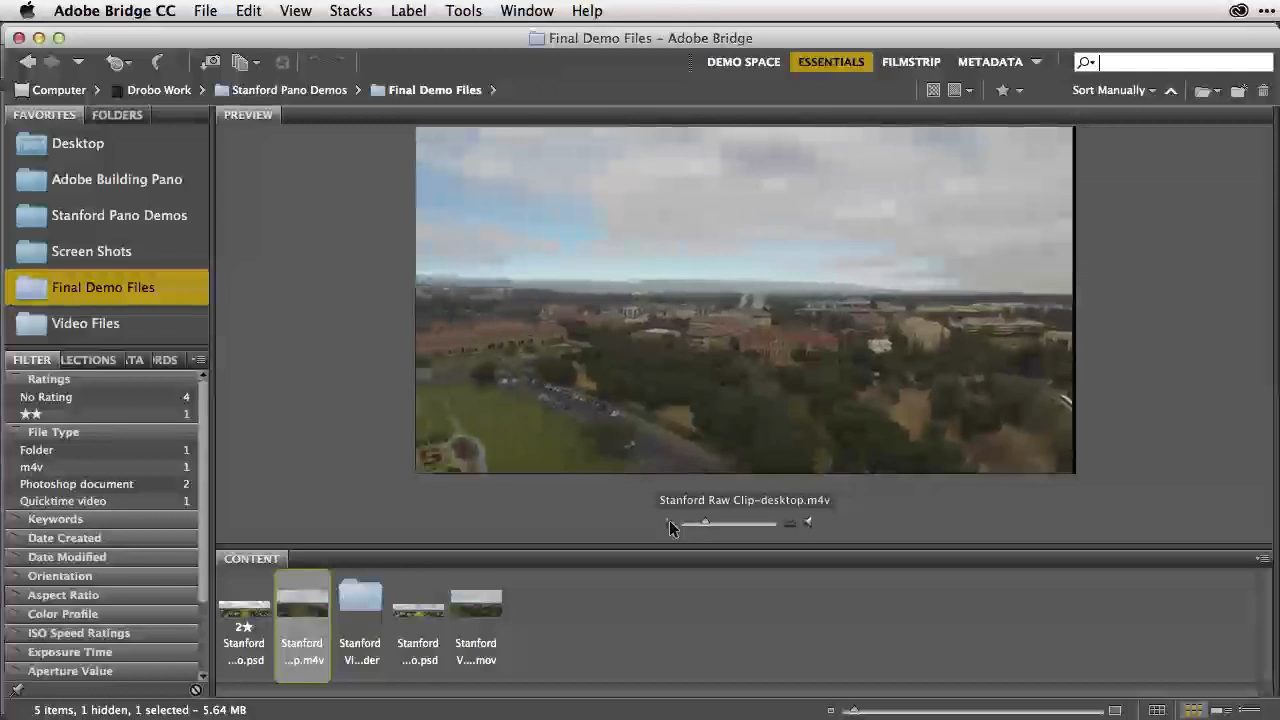 Adobe Bridge CC File Edit View Stacks Label Tools Window Help
Final Demo Files – Adobe Bridge
DEMO SPACE ESSENTIALS FILMSTRIP METADATA
Computer Drobo Work Stanford Pano Demos Final Demo Files Sort Manually
FAVORITES FOLDERS
Desktop
Adobe Building Pano
Stanford Pano Demos
Screen Shots
Final Demo Files
Video Files
FILTER LECTIONS .TA RDS
Ratings
No Rating 4
★★ 1
File Type
Folder 1
m4v 1
Photoshop document 2
Quicktime video 1
Keywords
Date Created
Date Modified
Orientation
Aspect Ratio
Color Profile
ISO Speed Ratings
Exposure Time
Aperture Value
PREVIEW
Stanford Raw Clip-desktop.m4v
CONTENT
2★
Stanford
...o.psd
Stanford
...p.m4v
Stanford
Vi...der
Stanford
...o.psd
Stanford
V....mov
5 items, 1 hidden, 1 selected - 5.64 MB